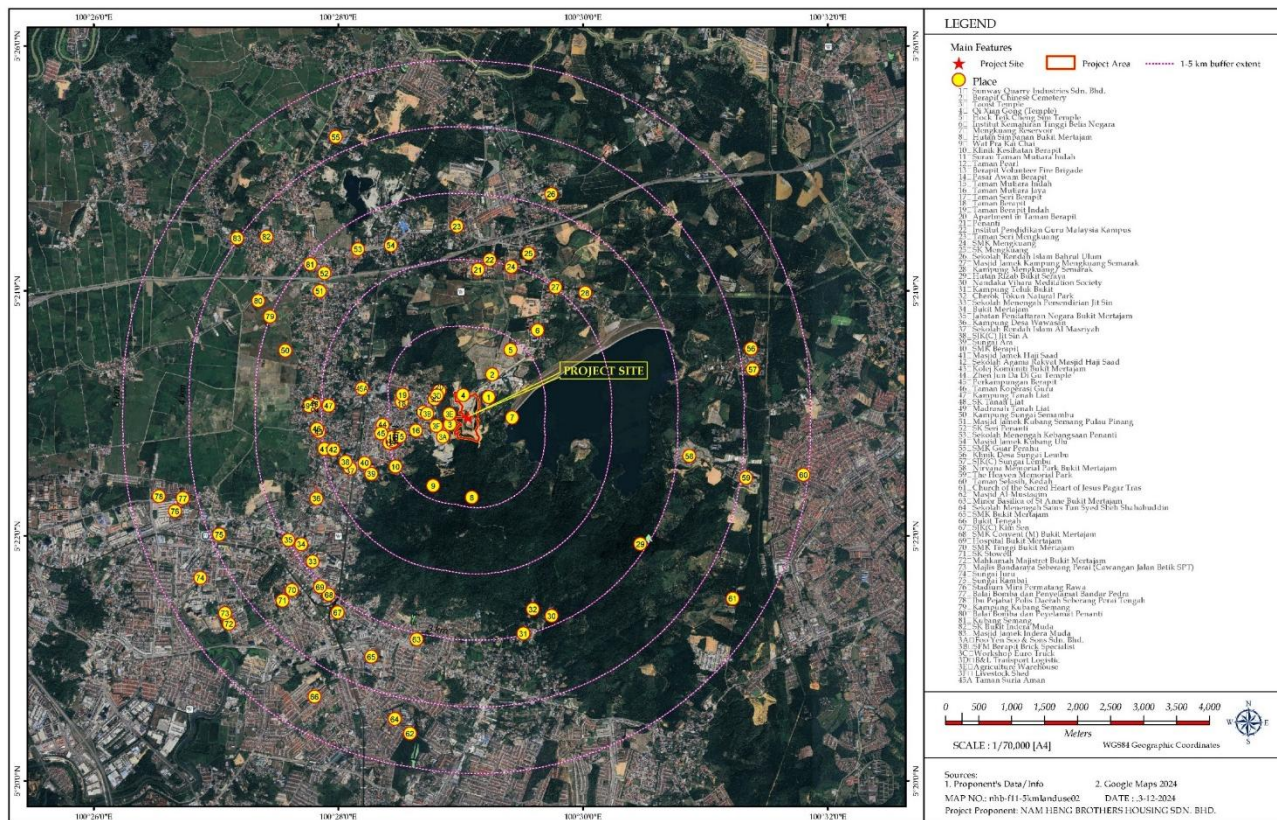 100°26'0"E
100°28'0"E
100°30'0"E
100°32'0"E
5°26'0"N
5°22'0"N
5°20'0"N
PROJECT SITE
LEGEND
Main Features
Project Site
Project Area
1-5 km buffer extent
Place
1 Sunway Quarry Industries Sdn. Bhd.
2 Berapit Chinese Cemetery
3 Taoist Temple
4 Qi Xian Gong (Temple)
5 Hock Teik Cheng Sin Temple
6 Institut Kemahiran Tinggi Belia Negara
7 Mengkuang Reservoir
8 Hutan Simpanan Bukit Mertajam
9 Wat Pra Kai Chai
10 Klinik Kesihatan Berapit
11 Surau Taman Mutiara Indah
12 Taman Pearl
13 Berapit Volunteer Fire Brigade
14 Pasar Awam Berapit
15 Taman Mutiara Indah
16 Taman Mutiara Jaya
17 Taman Seri Berapit
18 Taman Berapit
19 Taman Berapit Indah
20 Apartment in Taman Berapit
21 Penanti
22 Institut Pendidikan Guru Malaysia Kampus
23 Taman Seri Mengkuang
24 SMK Mengkuang
25 SK Mengkuang
26 Sekolah Rendah Islam Bahrul Ulum
27 Masjid Jamek Kampung Mengkuang Semarak
28 Kampung Mengkuang/ Semarak
29 Hutan Rizab Bukit Seraya
30 Nandaka Vihara Meditation Society
31 Kampung Teluk Bukit
32 Cherok Tokun Natural Park
33 Sekolah Menengah Persendirian Jit Sin
34 Bukit Mertajam
35 Jabatan Pendaftaran Negara Bukit Mertajam
36 Kampung Desa Wawasan
37 Sekolah Rendah Islam Al Masriyah
38 SJK(C) Jit Sin A
39 Sungai Ara
40 SMK Berapit
41 Masjid Jamek Haji Saad
42 Sekolah Agama Rakyat Masjid Haji Saad
43 Kolej Komuniti Bukit Mertajam
44 Zhen Jun Da Di Gu Temple
45 Perkampungan Berapit
46 Taman Koperasi Guru
47 Kampung Tanah Liat
48 SK Tanah Liat
49 Madrasah Tanah Liat
50 Kampung Sungai Semambu
51 Masjid Jamek Kubang Semang Pulau Pinang
52 SK Seri Penanti
53 Sekolah Menengah Kebangsaan Penanti
54 Masjid Jamek Kubang Ulu
55 SMK Guar Perahu
56 Klinik Desa Sungai Lembu
57 SJK(C) Sungai Lembu
58 Nirvana Memorial Park Bukit Mertajam
59 The Heaven Memorial Park
60 Taman Selasih, Kedah
61 Church of the Sacred Heart of Jesus Pagar Tras
62 Masjid Al-Mustaqim
63 Minor Basilica of St Anne Bukit Mertajam
64 Sekolah Menengah Sains Tun Syed Sheh Shahabuddin
65 SMK Bukit Mertajam
66 Bukit Tengah
67 SJK(C) Kim Sen
68 SMK Convent (M) Bukit Mertajam
69 Hospital Bukit Mertajam
70 SMK Tinggi Bukit Mertajam
71 SK Stowell
72 Mahkamah Majistret Bukit Mertajam
73 Majlis Bandaraya Seberang Perai (Cawangan Jalan Betik SPT)
74 Sungai Juru
75 Sungai Rambai
76 Stadium Mini Permatang Rawa
77 Balai Bomba dan Penyelamat Bandar Perda
78 Ibu Pejabat Polis Daerah Seberang Perai Tengah
79 Kampung Kubang Semang
80 Balai Bomba dan Peyelamat Penanti
81 Kubang Semang
82 SK Bukit Indera Muda
83 Masjid Jamek Indera Muda
3A Foo Yen Soo & Sons Sdn. Bhd.
3B SFM Berapit Brick Specialist
3C Workshop Euro Truck
3D B&L Transport Logistic
3E Agriculture Warehouse
3F Livestock Shed
45A Taman Suria Aman
0 500 1,000 2,000 3,000 4,000
Meters
SCALE : 1/70,000 [A4]
WGS84 Geographic Coordinates
N
W
E
S
Sources:
1. Proponent's Data/Info
2. Google Maps 2024
MAP NO.: nhb-f11-5kmlanduse02
DATE : .3-12-2024
Project Proponent: NAM HENG BROTHERS HOUSING SDN. BHD.